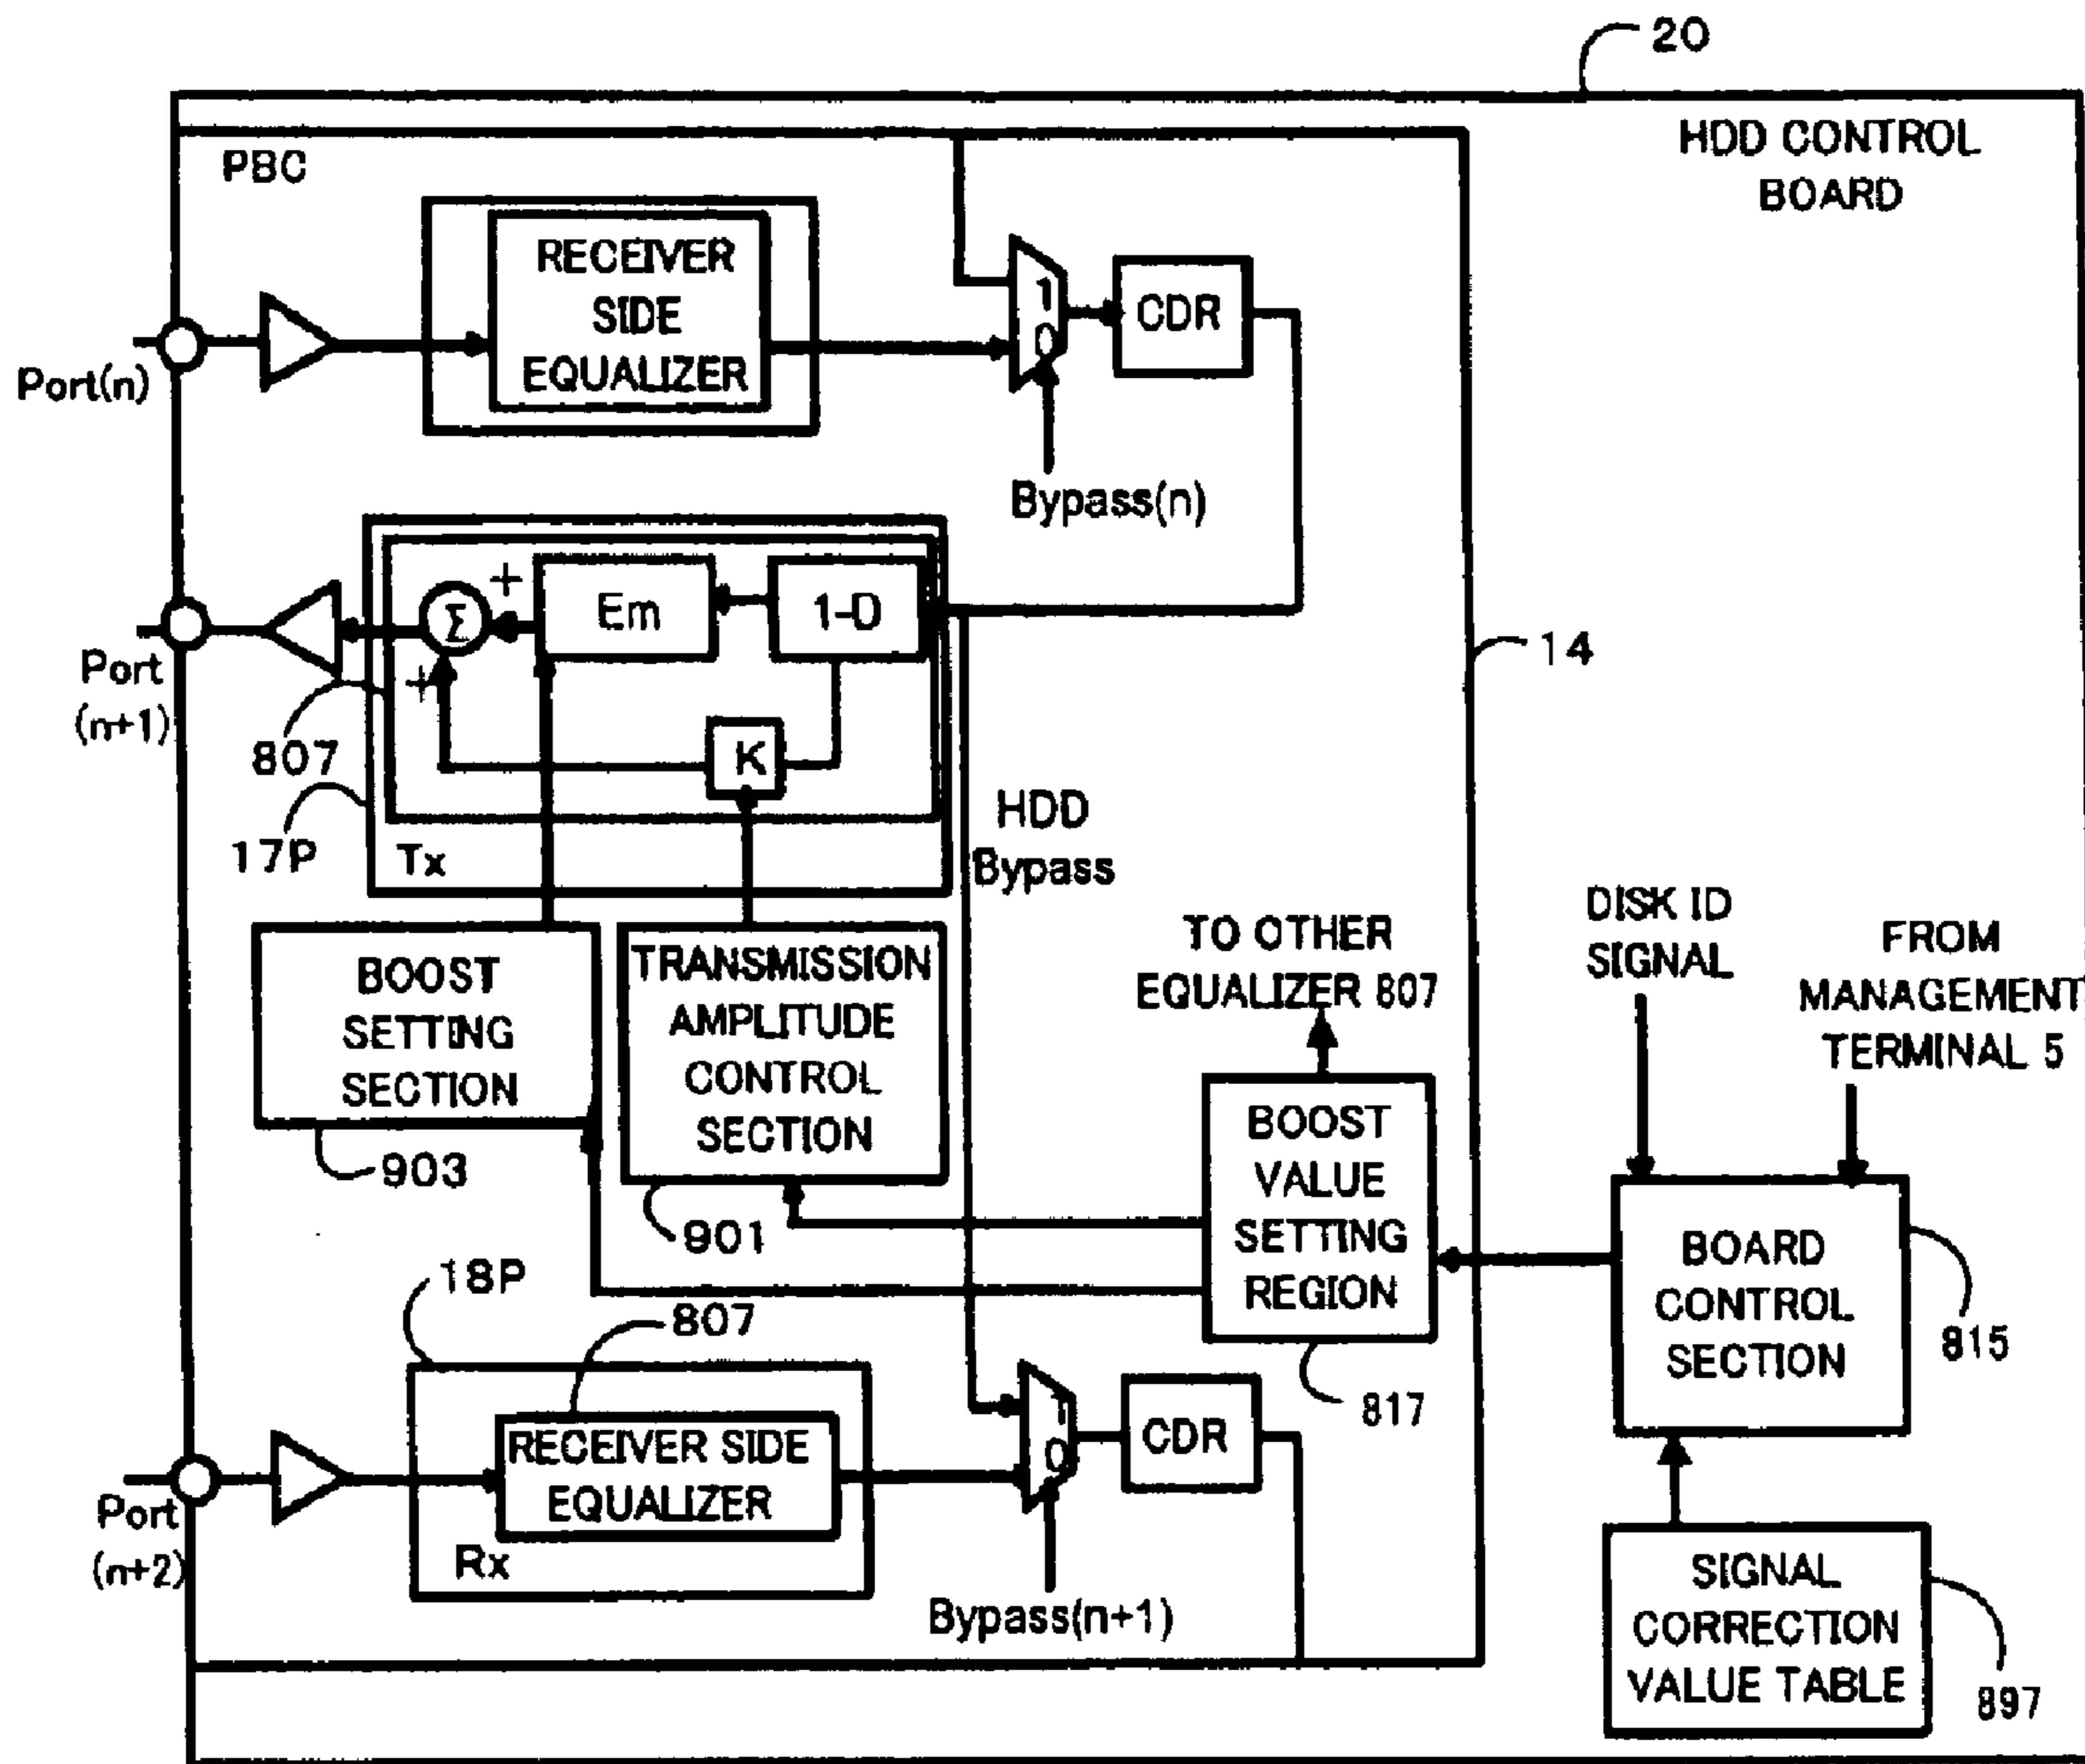 20
HDD CONTROL
BOARD
PBC
RECEIVER
SIDE
EQUALIZER
1
0
CDR
Port(n)
Bypass(n)
+
Σ
Em
1-D
14
Port
(n+1)
+
K
807
17P
Tx
HDD
Bypass
DISK ID
SIGNAL
FROM
MANAGEMENT
TERMINAL 5
TO OTHER
EQUALIZER 807
BOOST
SETTING
SECTION
903
TRANSMISSION
AMPLITUDE
CONTROL
SECTION
901
BOOST
VALUE
SETTING
REGION
817
BOARD
CONTROL
SECTION
815
18P
807
RECEIVER SIDE
EQUALIZER
Rx
1
0
CDR
Port
(n+2)
Bypass(n+1)
SIGNAL
CORRECTION
VALUE TABLE
897